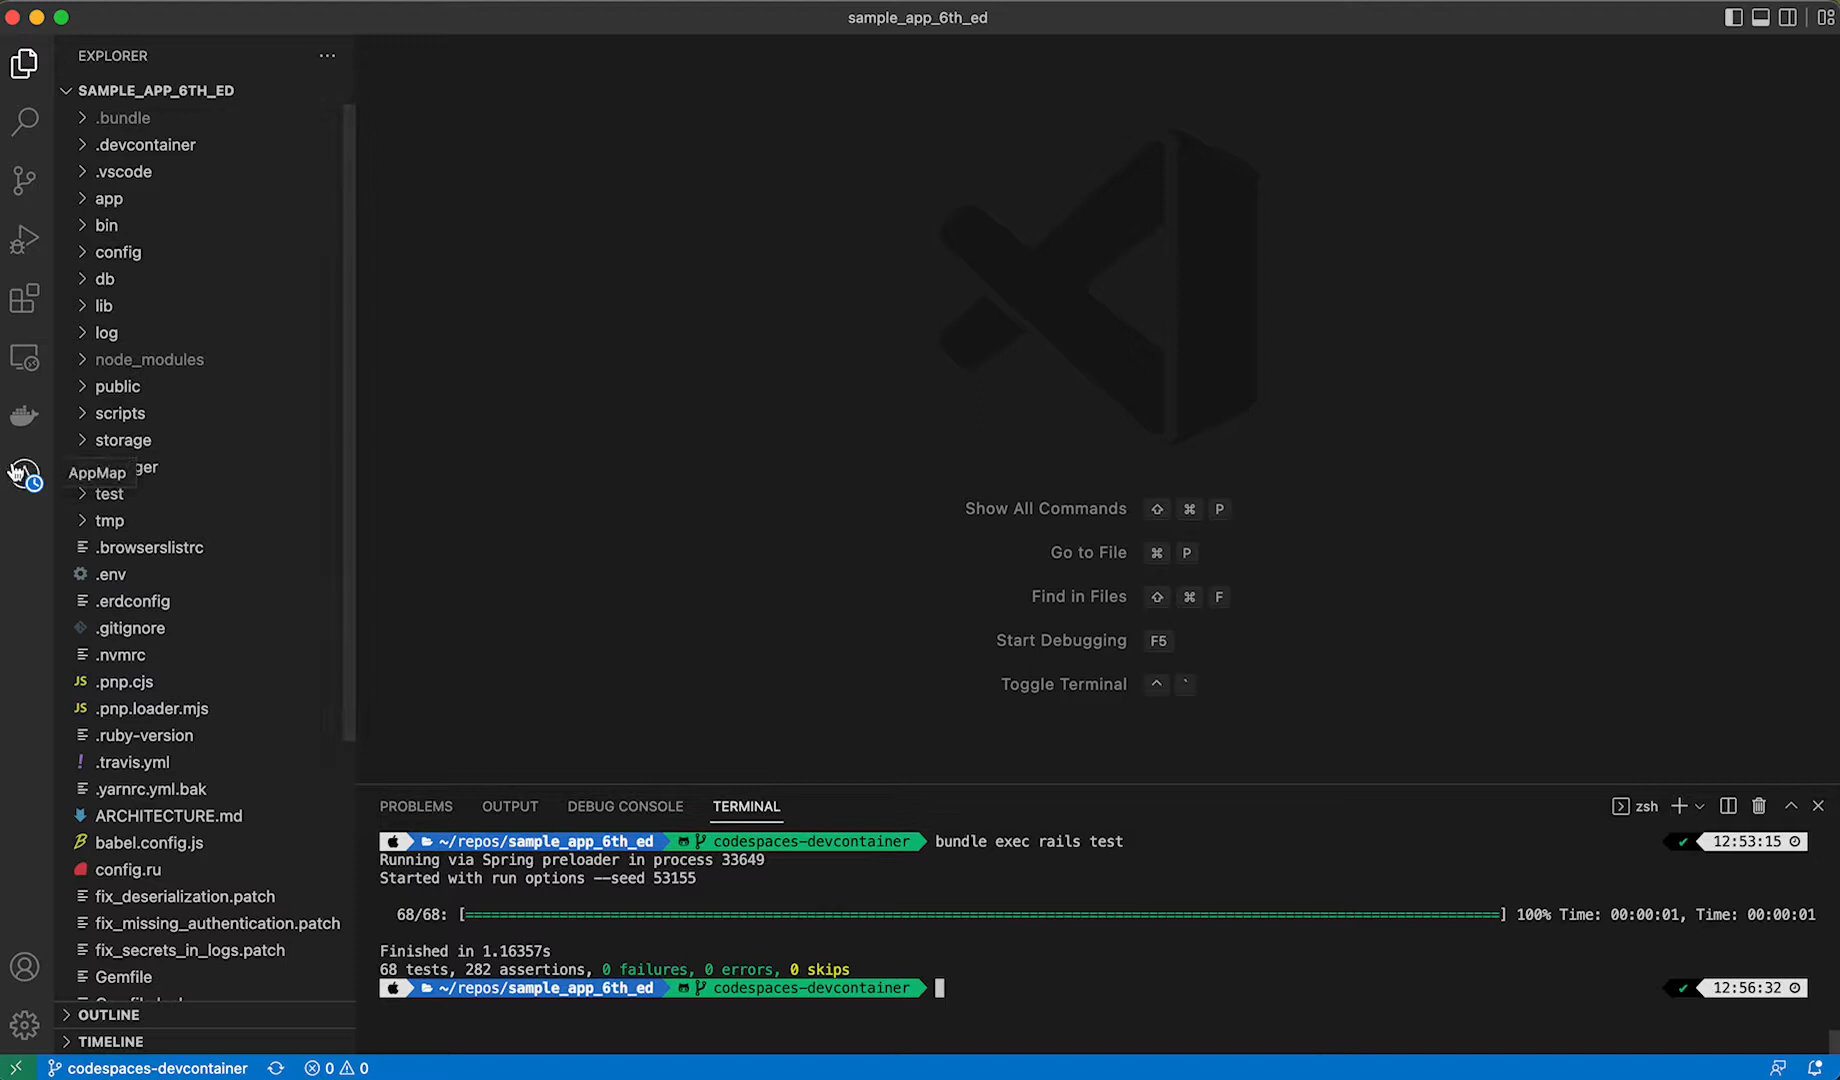 sample_app_6th_ed
EXPLORER
SAMPLE_APP_6TH_ED
.bundle
.devcontainer
.vscode
app
bin
config
db
lib
log
node_modules
public
scripts
storage
AppMap
ger
test
tmp
.browserslistrc
.env
.erdconfig
.gitignore
.nvmrc
JS .pnp.cjs
JS .pnp.loader.mjs
.ruby-version
! .travis.yml
.yarnrc.yml.bak
ARCHITECTURE.md
babel.config.js
config.ru
fix_deserialization.patch
fix_missing_authentication.patch
fix_secrets_in_logs.patch
Gemfile
OUTLINE
TIMELINE
Show All Commands ⇧ ⌘ P
Go to File ⌘ P
Find in Files ⇧ ⌘ F
Start Debugging F5
Toggle Terminal ^ `
PROBLEMS OUTPUT DEBUG CONSOLE TERMINAL zsh
~/repos/sample_app_6th_ed codespaces-devcontainer bundle exec rails test ✔ 12:53:15
Running via Spring preloader in process 33649
Started with run options --seed 53155
68/68: [===========================================================================================================] 100% Time: 00:00:01, Time: 00:00:01
Finished in 1.16357s
68 tests, 282 assertions, 0 failures, 0 errors, 0 skips
~/repos/sample_app_6th_ed codespaces-devcontainer ✔ 12:56:32
codespaces-devcontainer 0 0